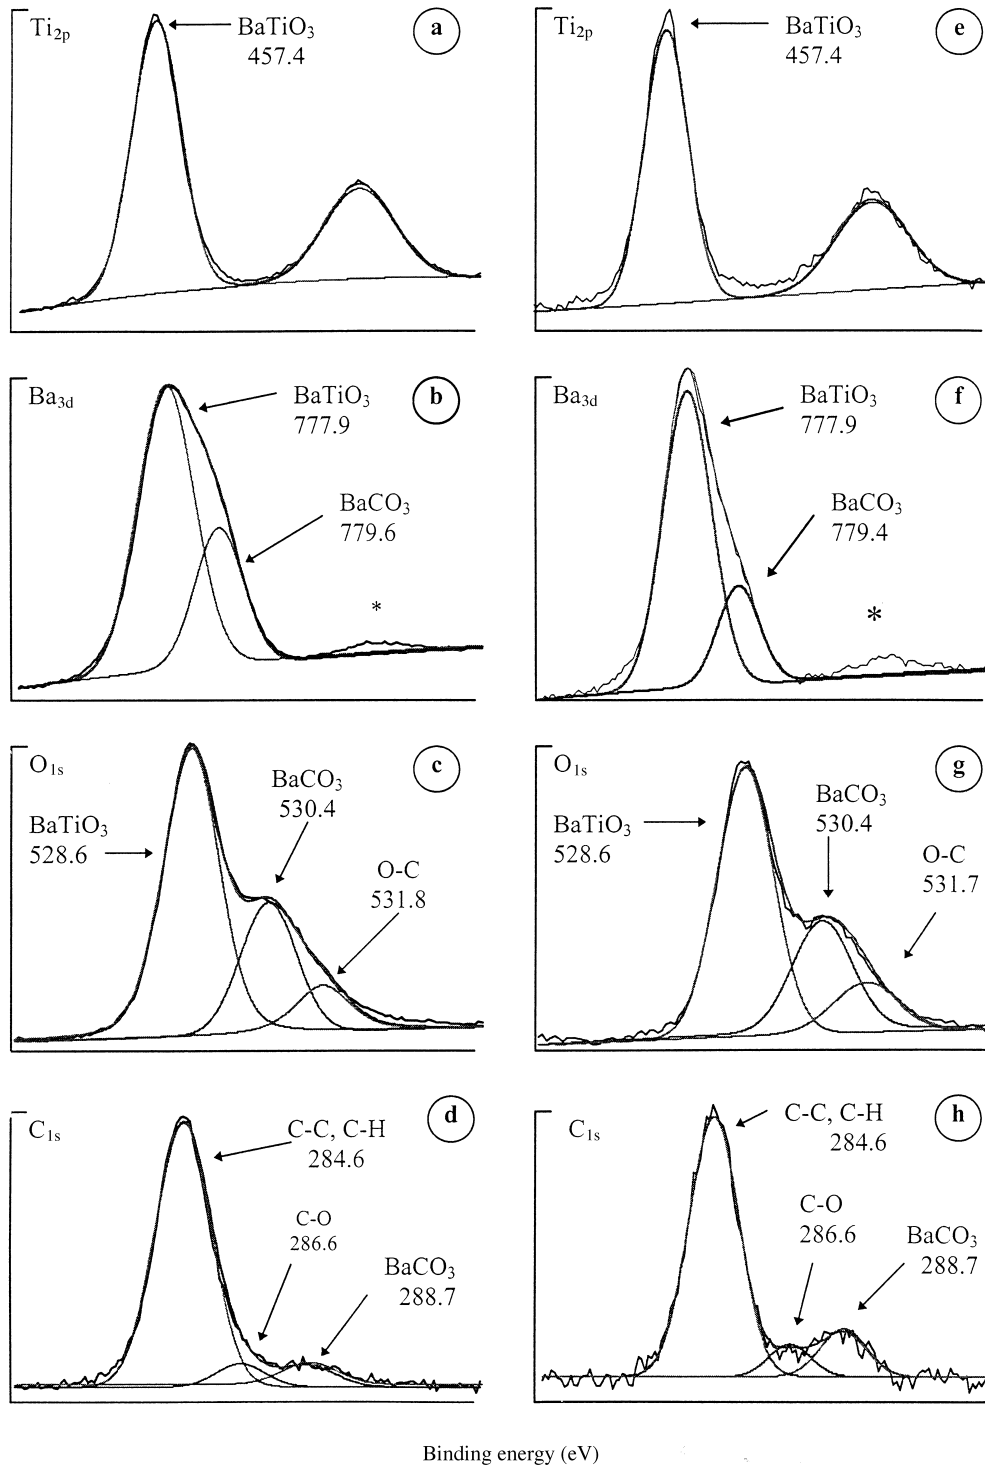 Ti2p
BaTiO3
457.4
a
Ti2p
BaTiO3
457.4
e
Ba3d
BaTiO3
777.9
b
BaCO3
779.6
*
Ba3d
BaTiO3
777.9
f
BaCO3
779.4
*
O1s
c
BaCO3
530.4
BaTiO3
528.6
O-C
531.8
O1s
g
BaCO3
530.4
BaTiO3
528.6
O-C
531.7
C1s
d
C-C, C-H
284.6
C-O
286.6
BaCO3
288.7
C1s
h
C-C, C-H
284.6
C-O
286.6
BaCO3
288.7
Binding energy (eV)